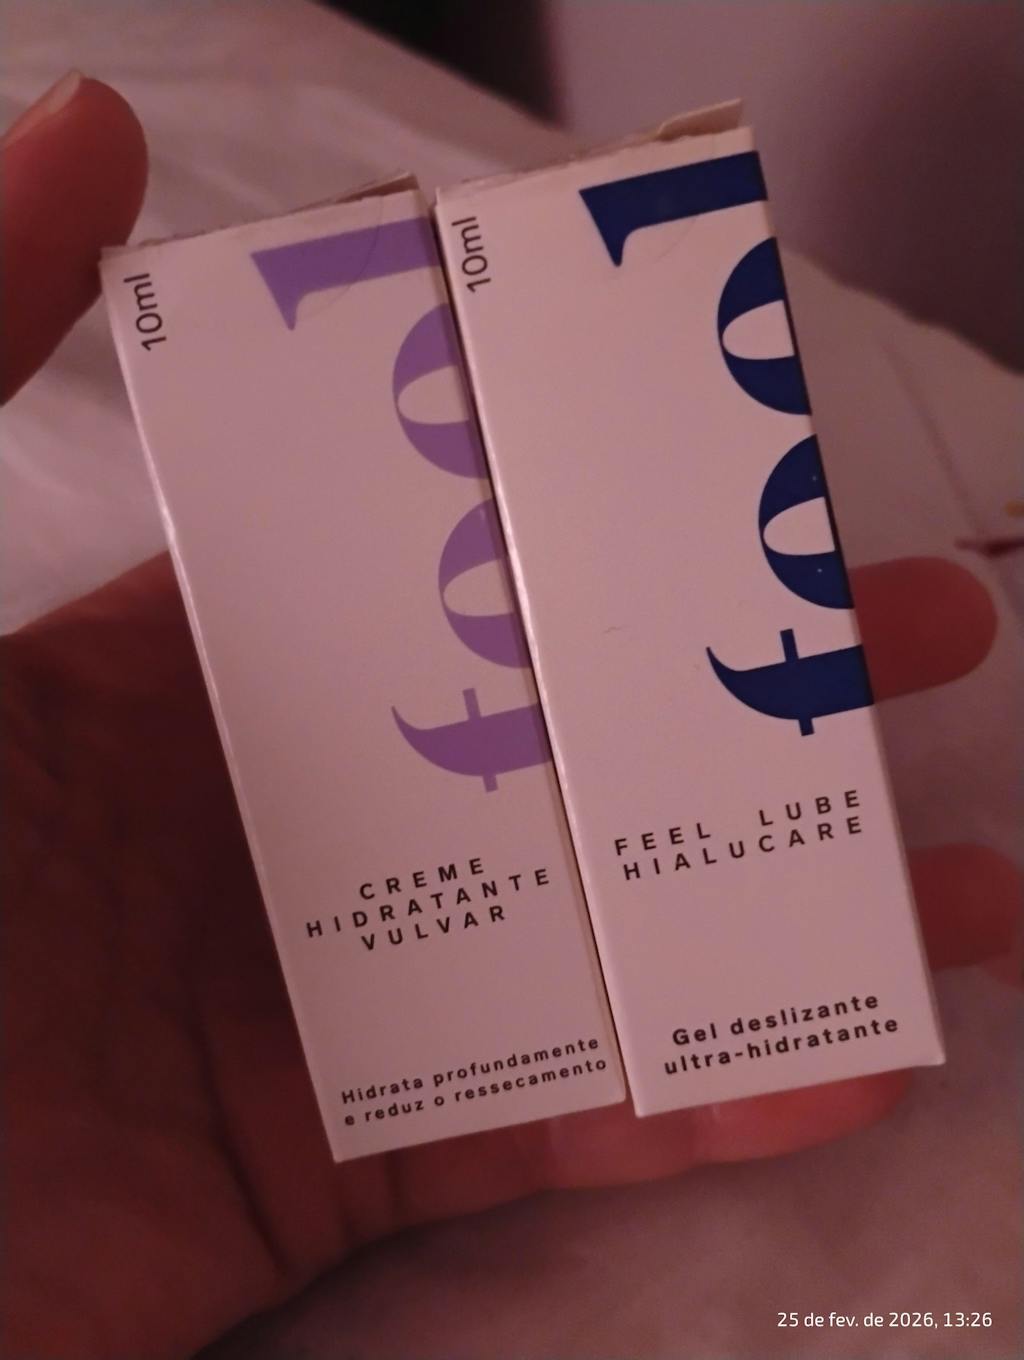 10ml
feel
CREME
HIDRATANTE
VULVAR
Hidrata profundamente
e reduz o ressecamento
10ml
feel
FEEL LUBE
HIALUCARE
Gel deslizante
ultra-hidratante
25 de fev. de 2026, 13:26